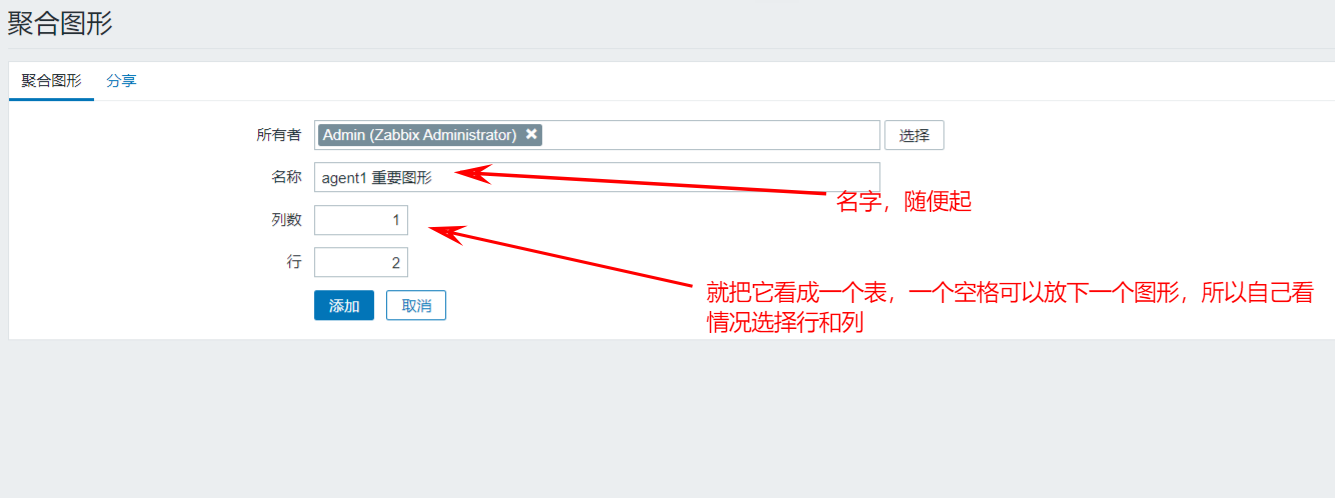 聚合图形
聚合图形 分享
所有者 Admin (Zabbix Administrator) ✖ 选择
名称 agent1 重要图形
名字，随便起
列数 1
行 2
就把它看成一个表，一个空格可以放下一个图形，所以自己看
情况选择行和列
添加 取消